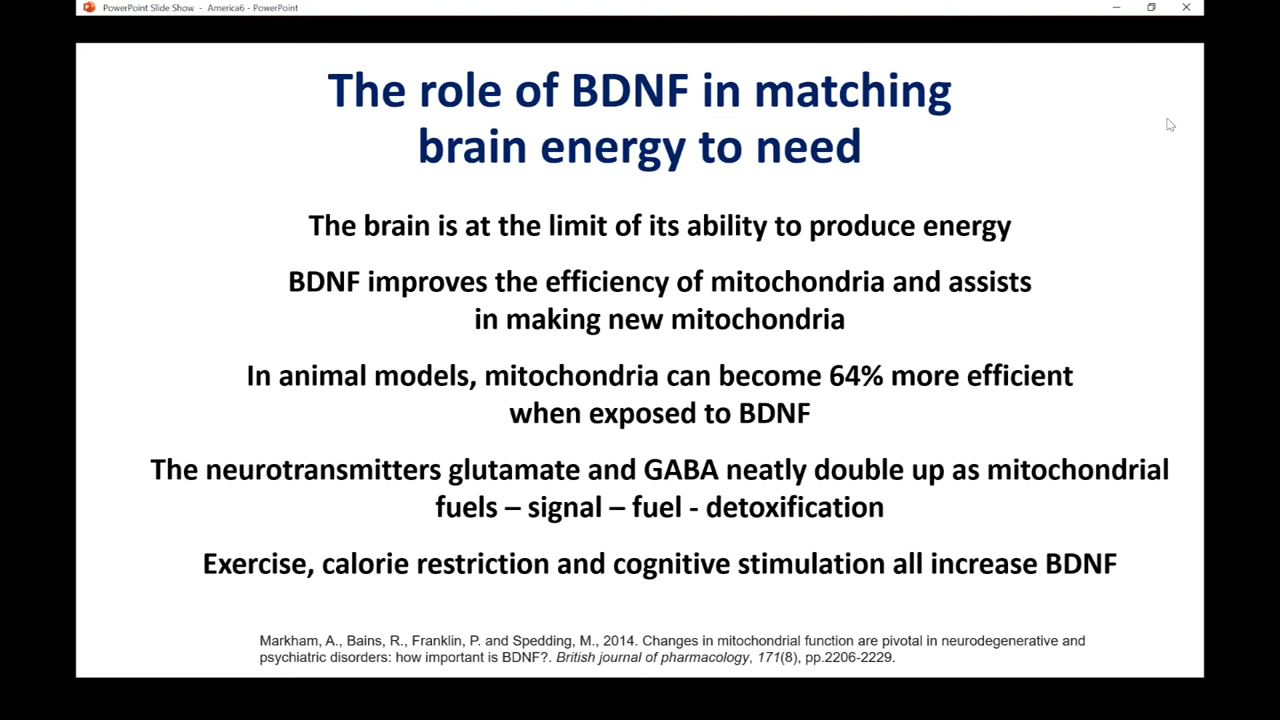 PowerPoint Slide Show - America6 - PowerPoint
The role of BDNF in matching
brain energy to need
The brain is at the limit of its ability to produce energy
BDNF improves the efficiency of mitochondria and assists
in making new mitochondria
In animal models, mitochondria can become 64% more efficient
when exposed to BDNF
The neurotransmitters glutamate and GABA neatly double up as mitochondrial
fuels – signal – fuel - detoxification
Exercise, calorie restriction and cognitive stimulation all increase BDNF
Markham, A., Bains, R., Franklin, P. and Spedding, M., 2014. Changes in mitochondrial function are pivotal in neurodegenerative and
psychiatric disorders: how important is BDNF?. British journal of pharmacology, 171(8), pp.2206-2229.